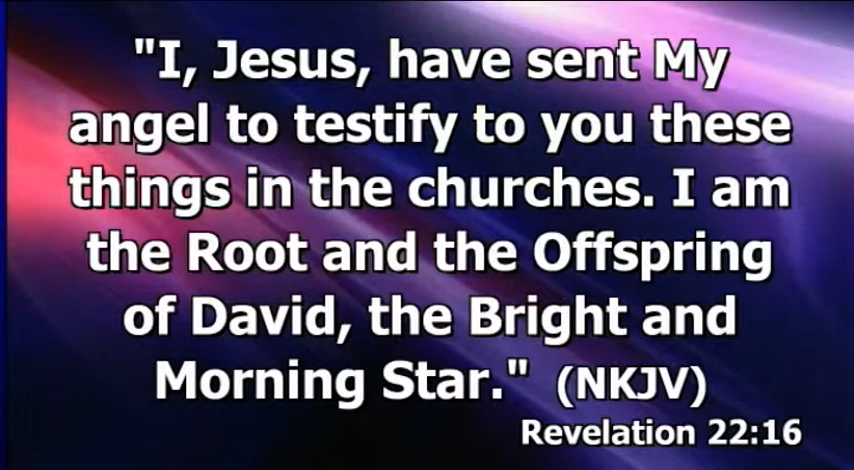 "I, Jesus, have sent My
angel to testify to you these
things in the churches. I am
the Root and the Offspring
of David, the Bright and
Morning Star." (NKJV)
Revelation 22:16